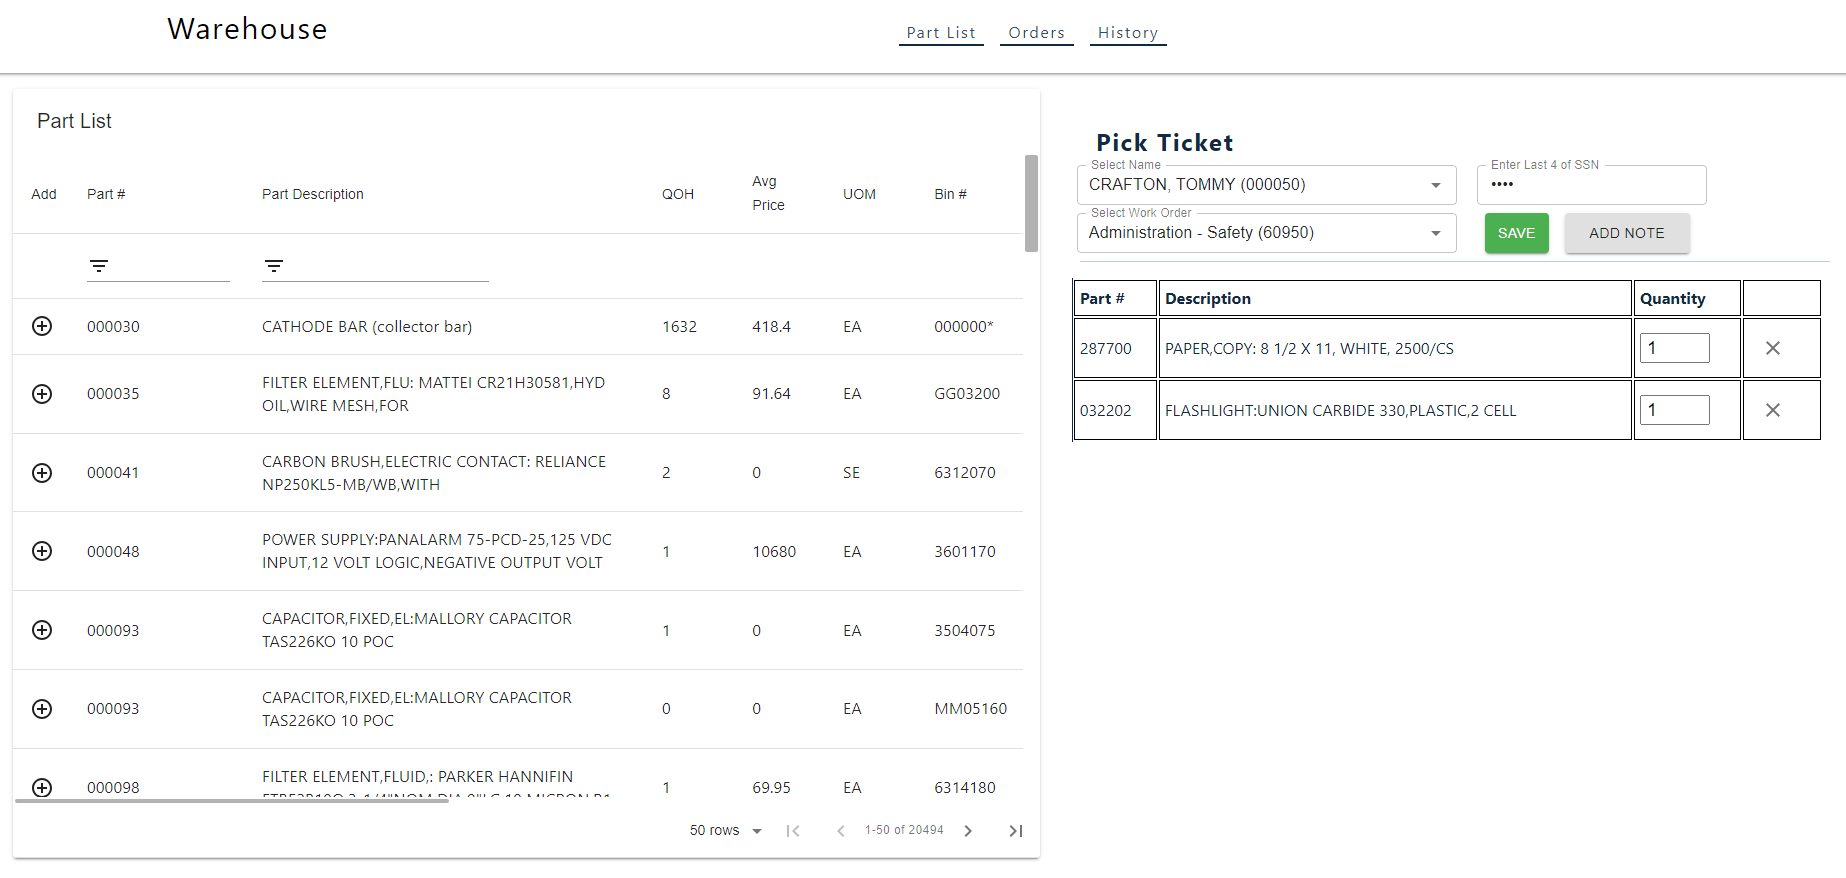 Warehouse
Part List
Orders
History
Part List
Add
Part #
Part Description
QOH
Avg
Price
UOM
Bin #
000030
CATHODE BAR (collector bar)
1632
418.4
EA
000000*
000035
FILTER ELEMENT,FLU: MATTEI CR21H30581,HYD
OIL,WIRE MESH,FOR
8
91.64
EA
GG03200
000041
CARBON BRUSH,ELECTRIC CONTACT: RELIANCE
NP250KL5-MB/WB,WITH
2
0
SE
6312070
000048
POWER SUPPLY:PANALARM 75-PCD-25,125 VDC
INPUT,12 VOLT LOGIC,NEGATIVE OUTPUT VOLT
1
10680
EA
3601170
000093
CAPACITOR,FIXED,EL:MALLORY CAPACITOR
TAS226KO 10 POC
1
0
EA
3504075
000093
CAPACITOR,FIXED,EL:MALLORY CAPACITOR
TAS226KO 10 POC
0
0
EA
MM05160
000098
FILTER ELEMENT,FLUID,: PARKER HANNIFIN
1
69.95
EA
6314180
50 rows
1-50 of 20494
Pick Ticket
Select Name
CRAFTON, TOMMY (000050)
Enter Last 4 of SSN
••••
Select Work Order
Administration - Safety (60950)
SAVE
ADD NOTE
Part #
Description
Quantity
287700
PAPER,COPY: 8 1/2 X 11, WHITE, 2500/CS
1
032202
FLASHLIGHT:UNION CARBIDE 330,PLASTIC,2 CELL
1